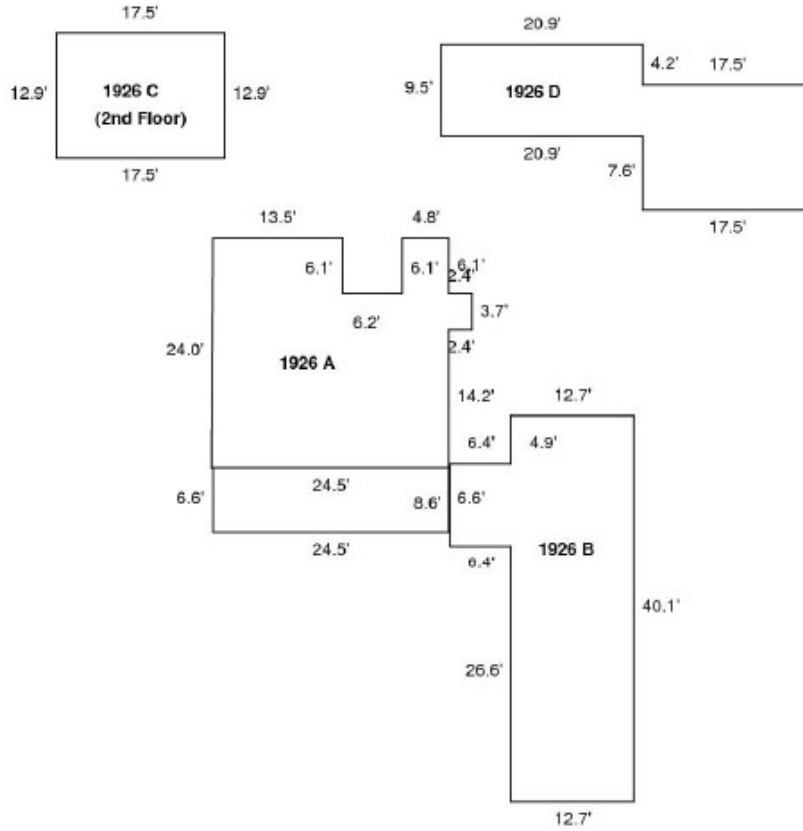 17.5' 20.9'
4.2' 17.5'
12.9' 1926 C 12.9' 9.5' 1926 D
(2nd Floor)
20.9'
17.5' 7.6'
17.5'
13.5' 4.8'
6.1' 6.1' 6.1'
2.4'
6.2' 3.7'
24.0' 2.4'
1926 A
14.2' 12.7'
6.4' 4.9'
24.5'
6.6' 8.6' 6.6'
24.5' 6.4' 1926 B
40.1'
26.6'
12.7'